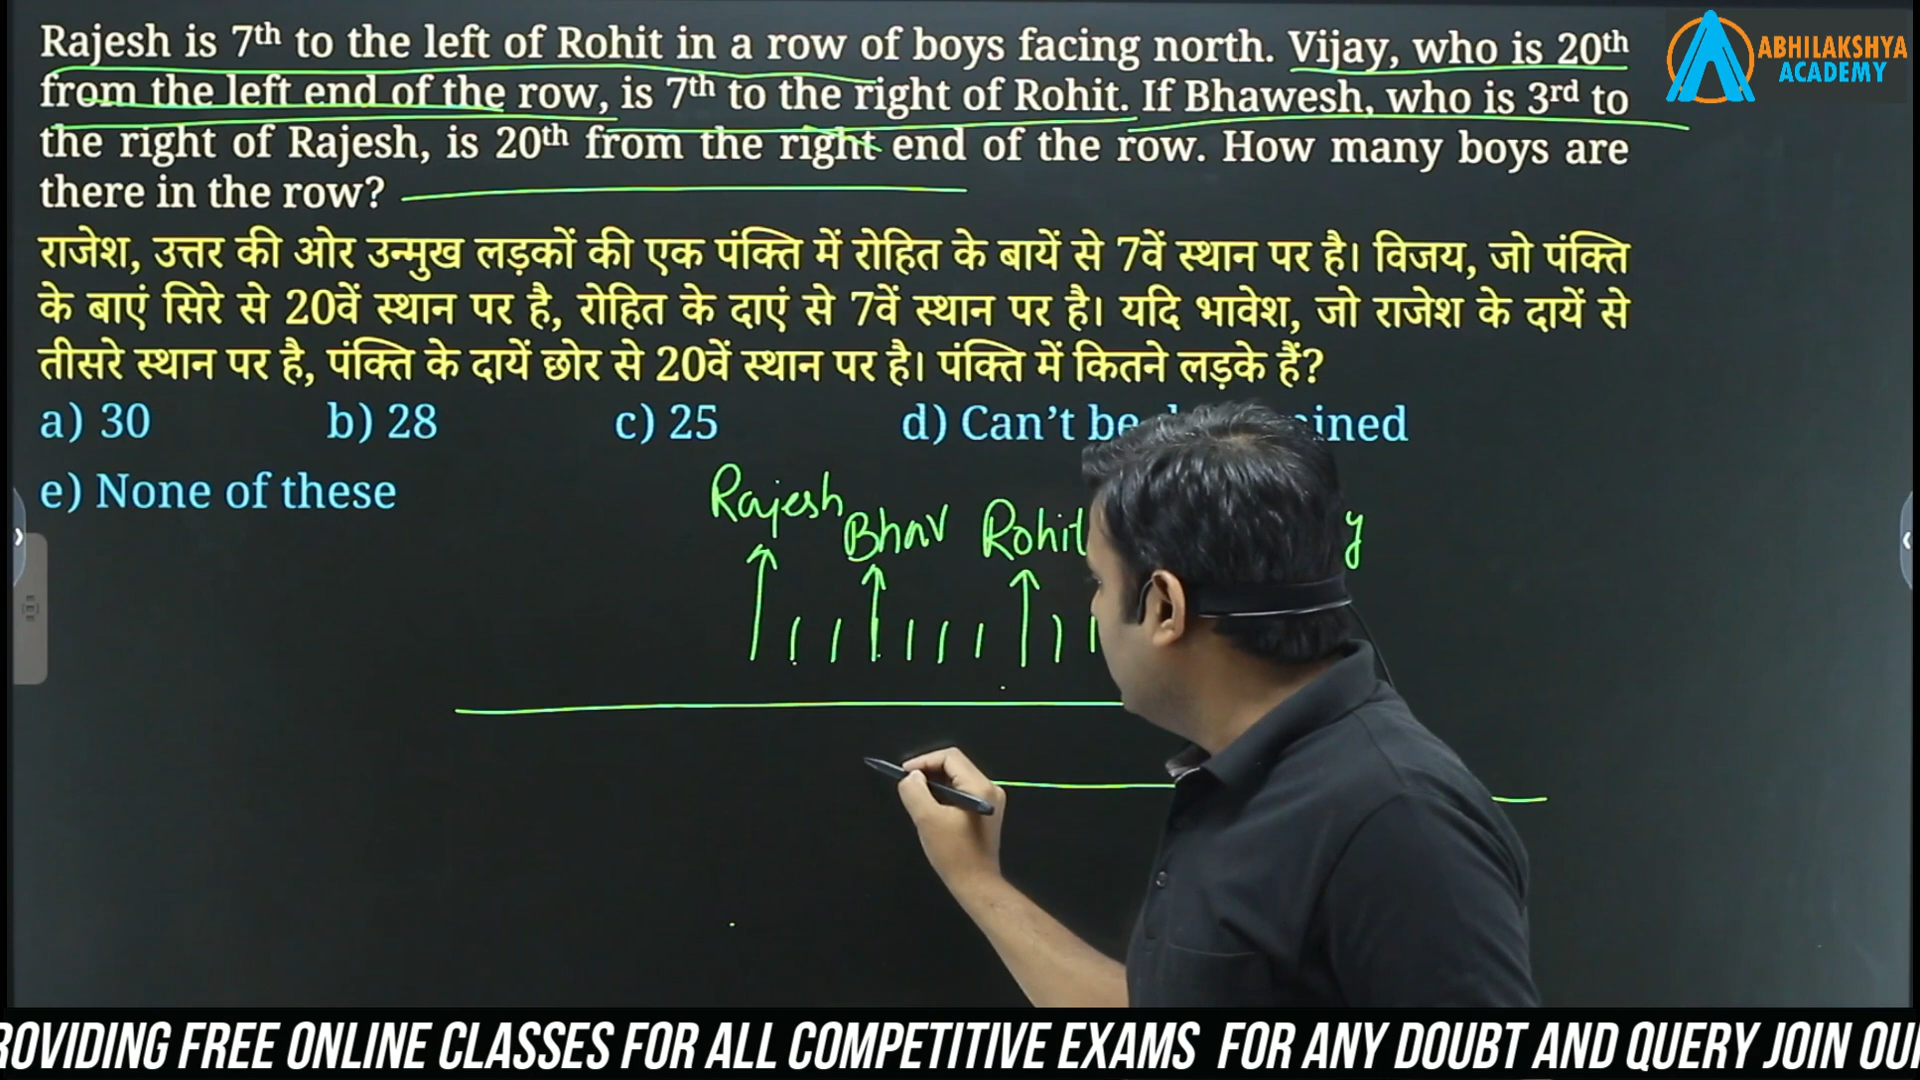 Rajesh is 7th to the left of Rohit in a row of boys facing north. Vijay, who is 20th
from the left end of the row, is 7th to the right of Rohit. If Bhawesh, who is 3rd to
the right of Rajesh, is 20th from the right end of the row. How many boys are
there in the row?
राजेश, उत्तर की ओर उन्मुख लड़कों की एक पंक्ति में रोहित के बायें से 7वें स्थान पर है। विजय, जो पंक्ति
के बाएं सिरे से 20वें स्थान पर है, रोहित के दाएं से 7वें स्थान पर है। यदि भावेश, जो राजेश के दायें से
तीसरे स्थान पर है, पंक्ति के दायें छोर से 20वें स्थान पर है। पंक्ति में कितने लड़के हैं?
a) 30 b) 28 c) 25 d) Can't be
e) None of these
Rajesh Bhav Rohit
ABHILAKSHYA
ACADEMY
FREE ONLINE CLASSES FOR ALL COMPETITIVE EXAMS FOR ANY DOUBT AND QUERY JOIN